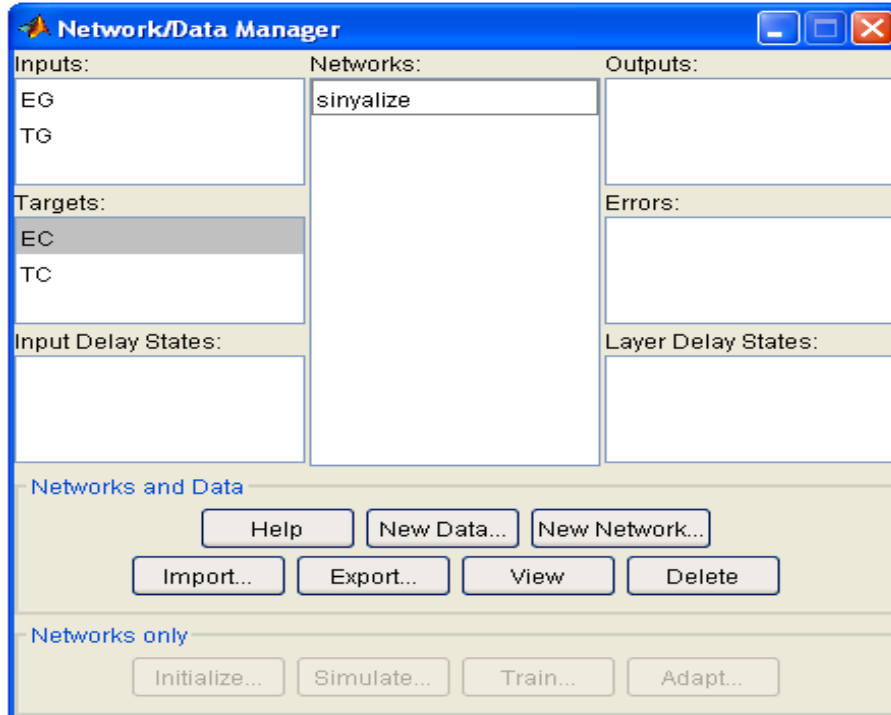 Network/Data Manager
Inputs:
EG
TG
Networks:
sinyalize
Outputs:
Targets:
EC
TC
Errors:
Input Delay States:
Layer Delay States:
Networks and Data
Help New Data... New Network...
Import... Export... View Delete
Networks only
Initialize... Simulate... Train... Adapt...